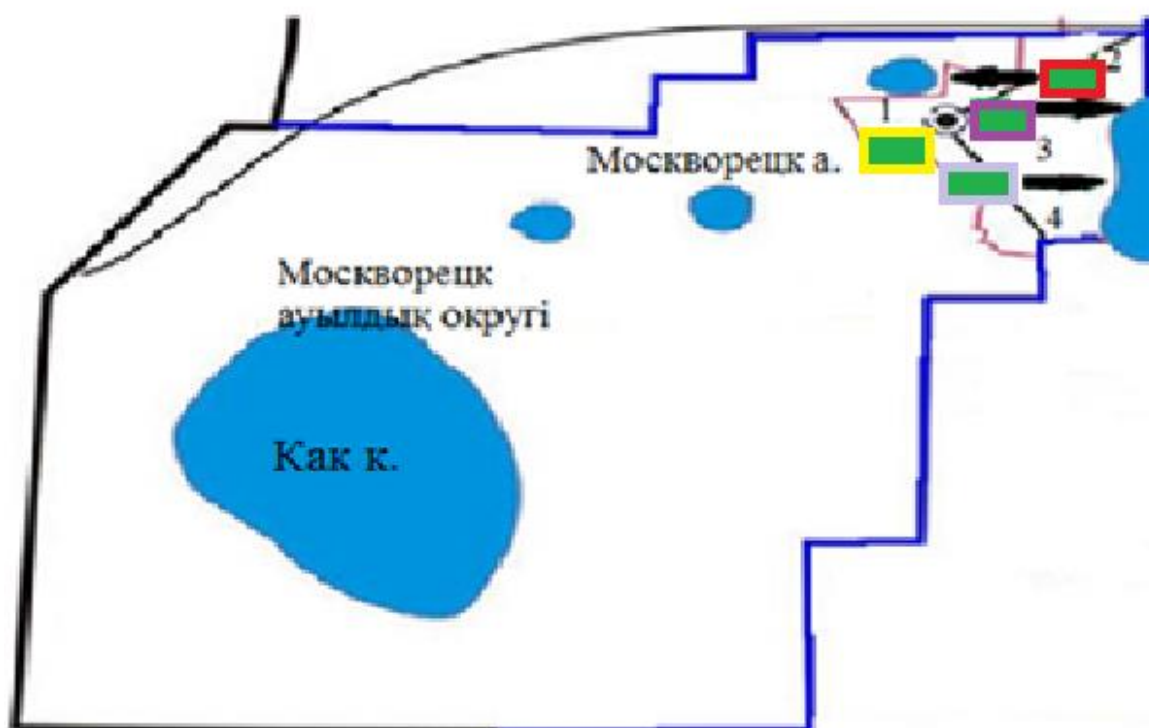 2
1
3
Москворецк а.
4
Москворецк
ауылдық округі
Как к.